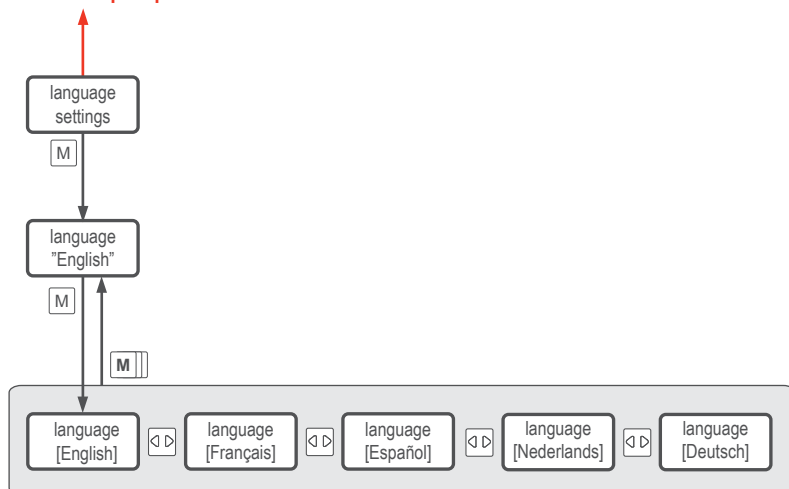 language
settings
M
language
"English"
M
M
language
[English]
language
[Français]
language
[Español]
language
[Nederlands]
language
[Deutsch]